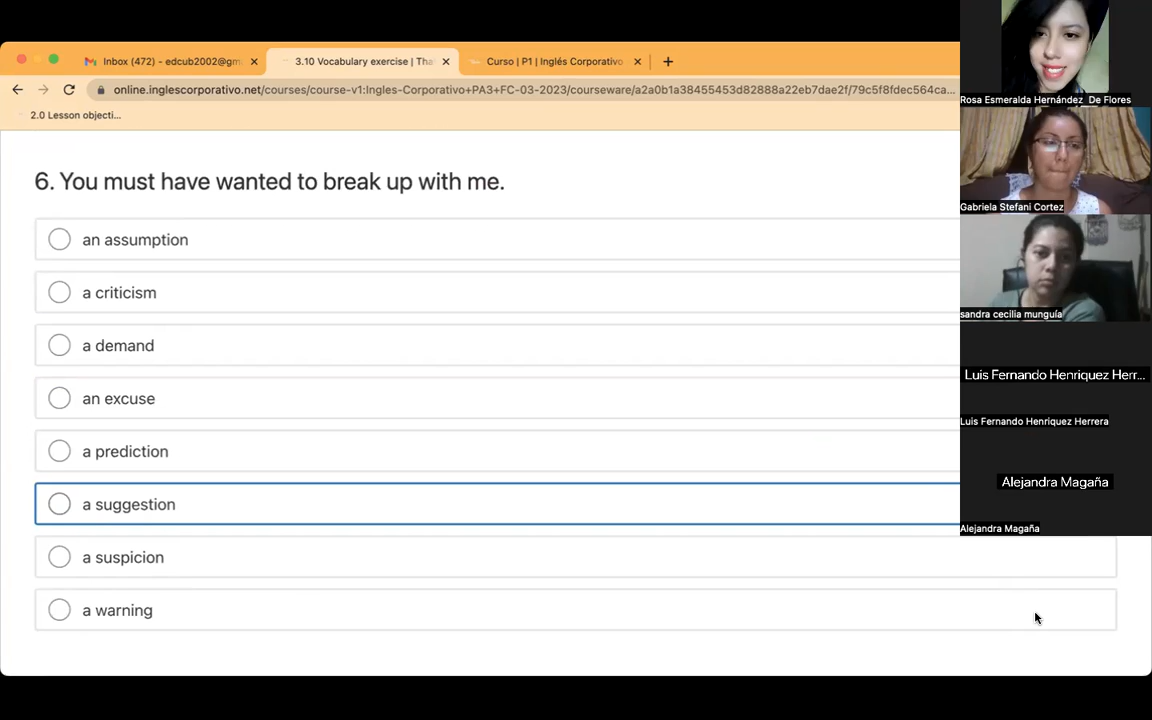 Inbox (472) - edcub2002@gm
3.10 Vocabulary exercise | Tha
Curso | P1 | Inglés Corporativo
online.inglescorporativo.net/courses/course-v1:Ingles-Corporativo+PA3+FC-03-2023/courseware/a2a0b1a38455453d82888a22eb7dae2f/79c5f8fdec564ca...
2.0 Lesson objecti...
6. You must have wanted to break up with me.
an assumption
a criticism
a demand
an excuse
a prediction
a suggestion
a suspicion
a warning
Rosa Esmeralda Hernández De Flores
Gabriela Stefani Cortez
sandra cecilia munguía
Luis Fernando Henriquez Herr...
Luis Fernando Henriquez Herrera
Alejandra Magaña
Alejandra Magaña